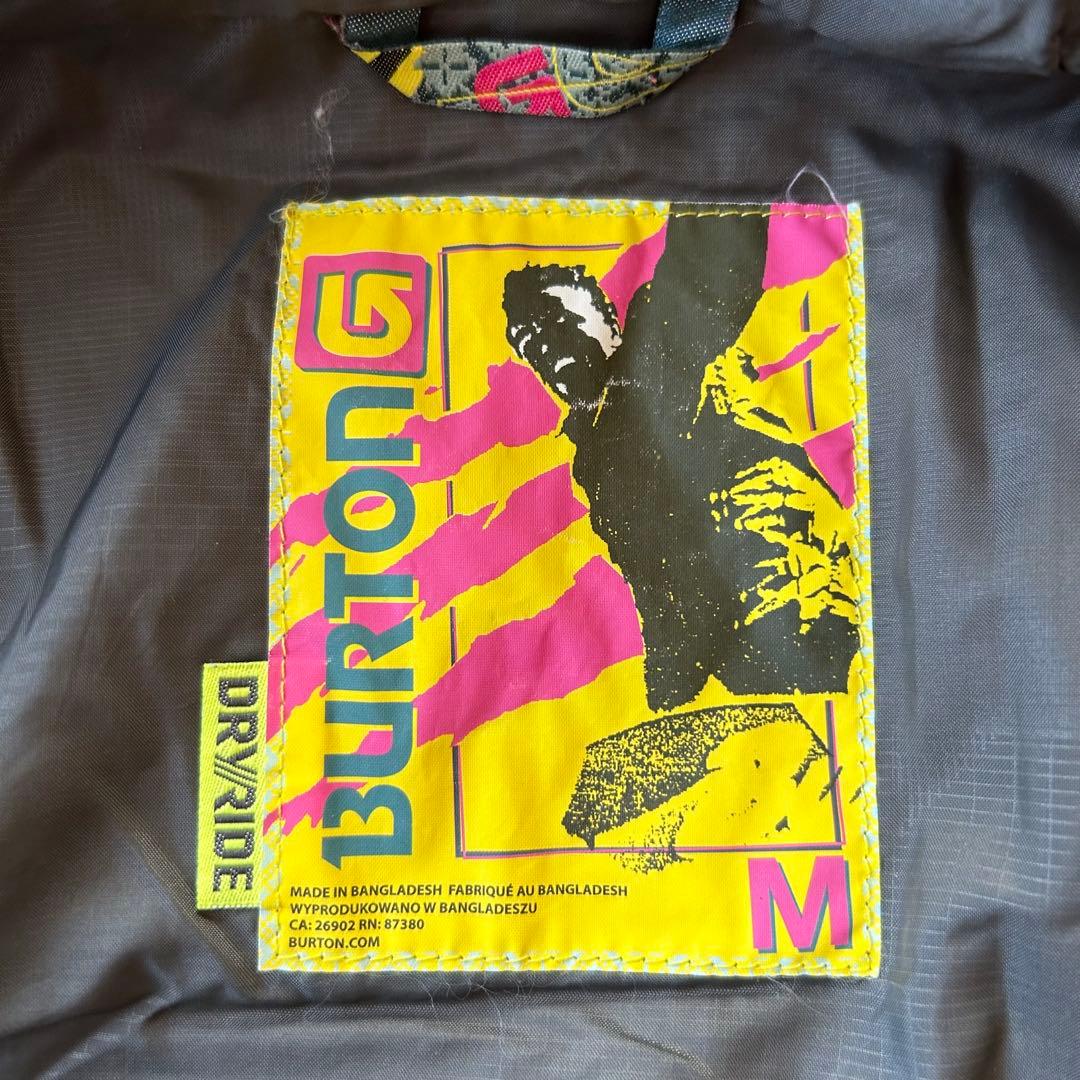 BURTON
DRY///RIDE
MADE IN BANGLADESH FABRIQUÉ AU BANGLADESH
WYPRODUKOWANO W BANGLADESZU
CA: 26902 RN: 87380
BURTON.COM
M